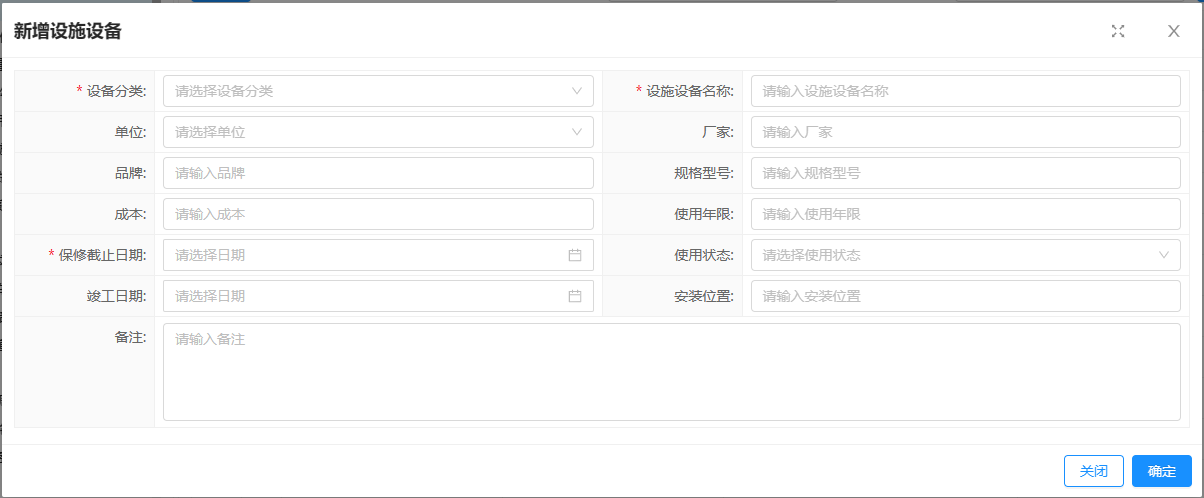 新增设施设备
* 设备分类: 请选择设备分类 * 设施设备名称: 请输入设施设备名称
单位: 请选择单位 厂家: 请输入厂家
品牌: 请输入品牌 规格型号: 请输入规格型号
成本: 请输入成本 使用年限: 请输入使用年限
* 保修截止日期: 请选择日期 使用状态: 请选择使用状态
竣工日期: 请选择日期 安装位置: 请输入安装位置
备注: 请输入备注
关闭 确定